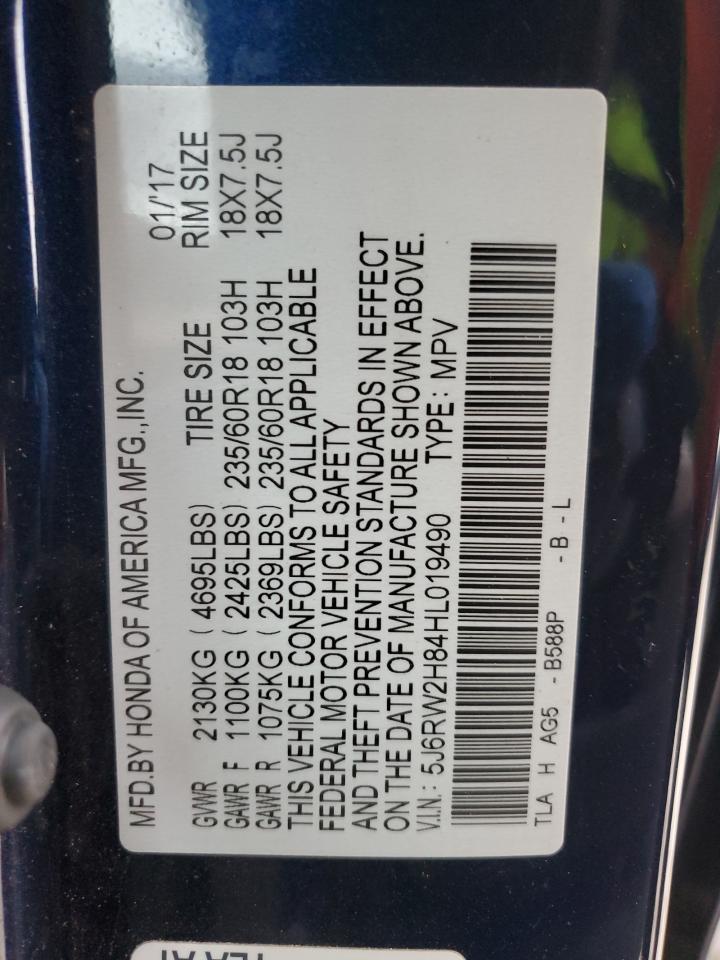 MFD.BY HONDA OF AMERICA MFG.,INC. 01/'17
GVWR 2130KG ( 4695LBS) TIRE SIZE RIM SIZE
GAWR F 1100KG ( 2425LBS) 235/60R18 103H 18X7.5J
GAWR R 1075KG ( 2369LBS) 235/60R18 103H 18X7.5J
THIS VEHICLE CONFORMS TO ALL APPLICABLE
FEDERAL MOTOR VEHICLE SAFETY
AND THEFT PREVENTION STANDARDS IN EFFECT
ON THE DATE OF MANUFACTURE SHOWN ABOVE.
V.I.N.: 5J6RW2H84HL019490 TYPE: MPV
TLA H AG5 - B588P - B - L